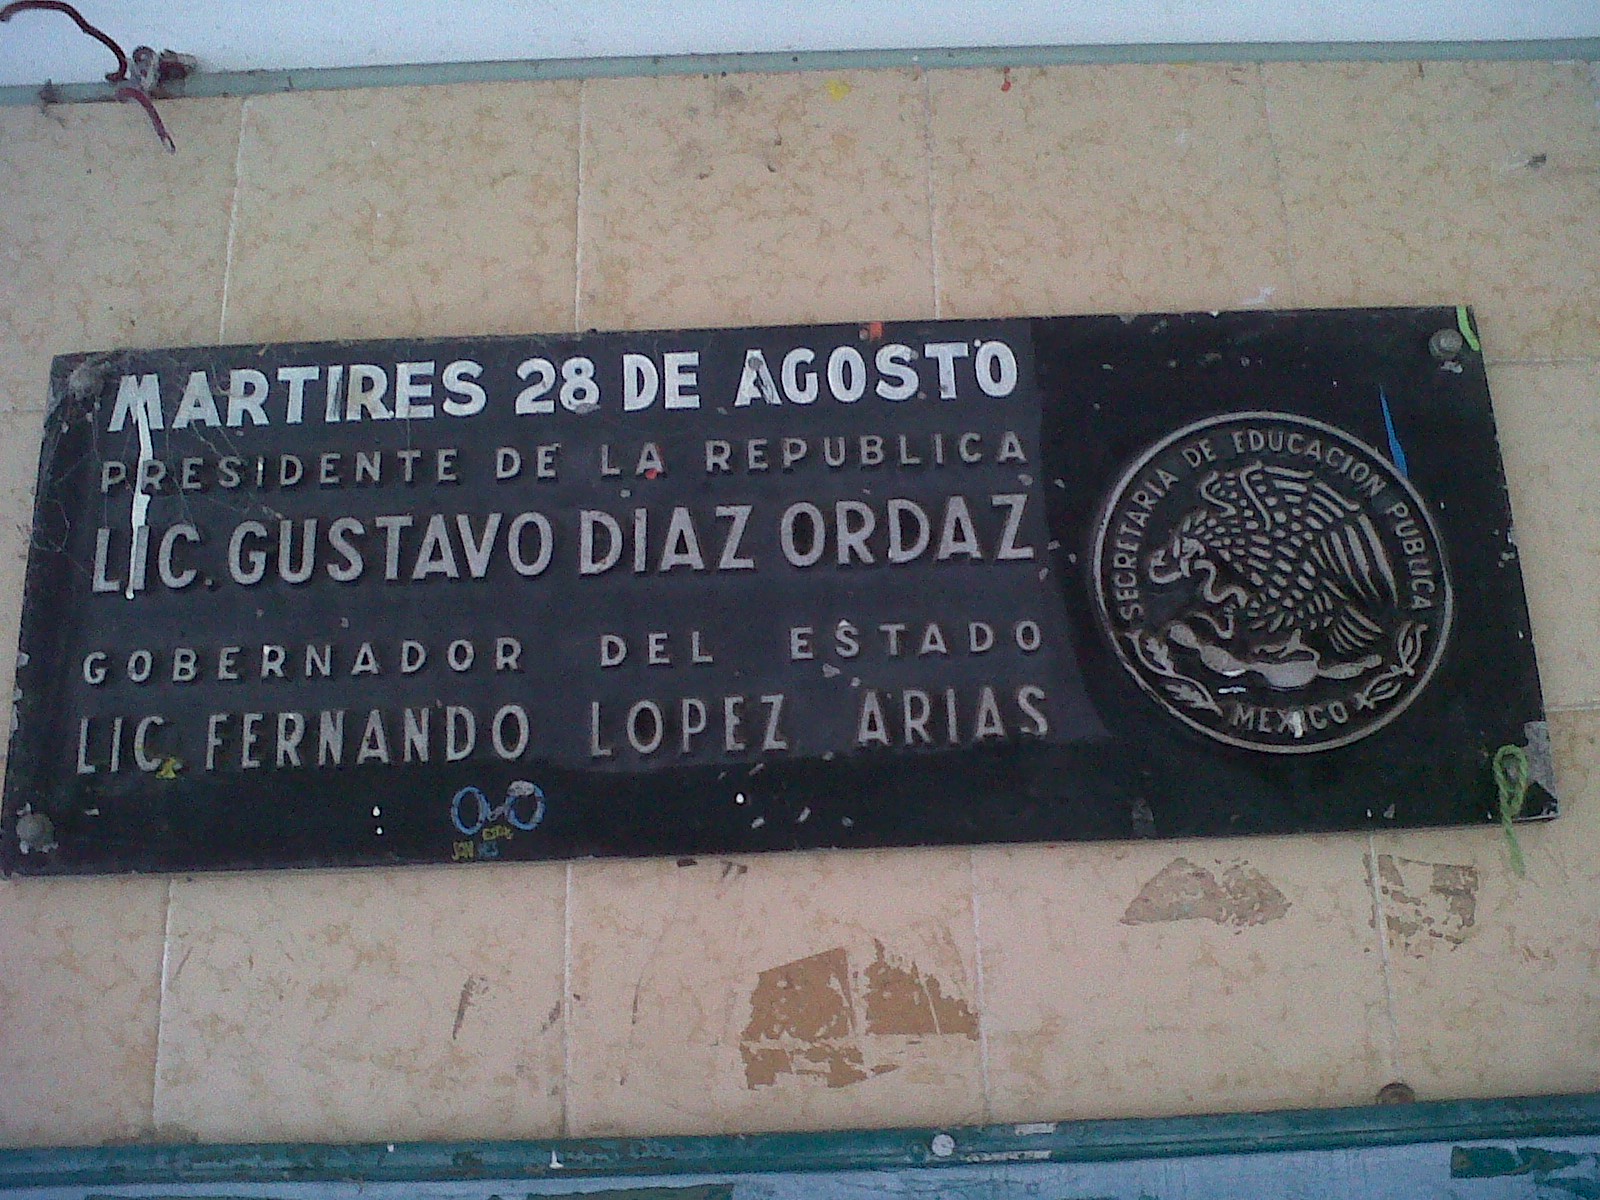 MARTIRES 28 DE AGOSTO
PRESIDENTE DE LA REPUBLICA
LIC. GUSTAVO DIAZ ORDAZ
GOBERNADOR DEL ESTADO
LIC FERNANDO LOPEZ ARIAS
SECRETARIA DE EDUCACION PUBLICA
MEXICO